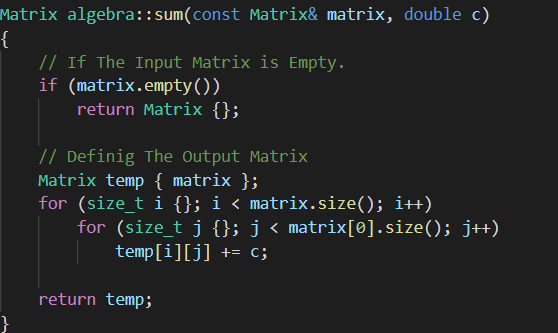 Matrix algebra::sum(const Matrix& matrix, double c)
{
    // If The Input Matrix is Empty.
    if (matrix.empty())
        return Matrix {};

    // Definig The Output Matrix
    Matrix temp { matrix };
    for (size_t i {}; i < matrix.size(); i++)
        for (size_t j {}; j < matrix[0].size(); j++)
            temp[i][j] += c;

    return temp;
}